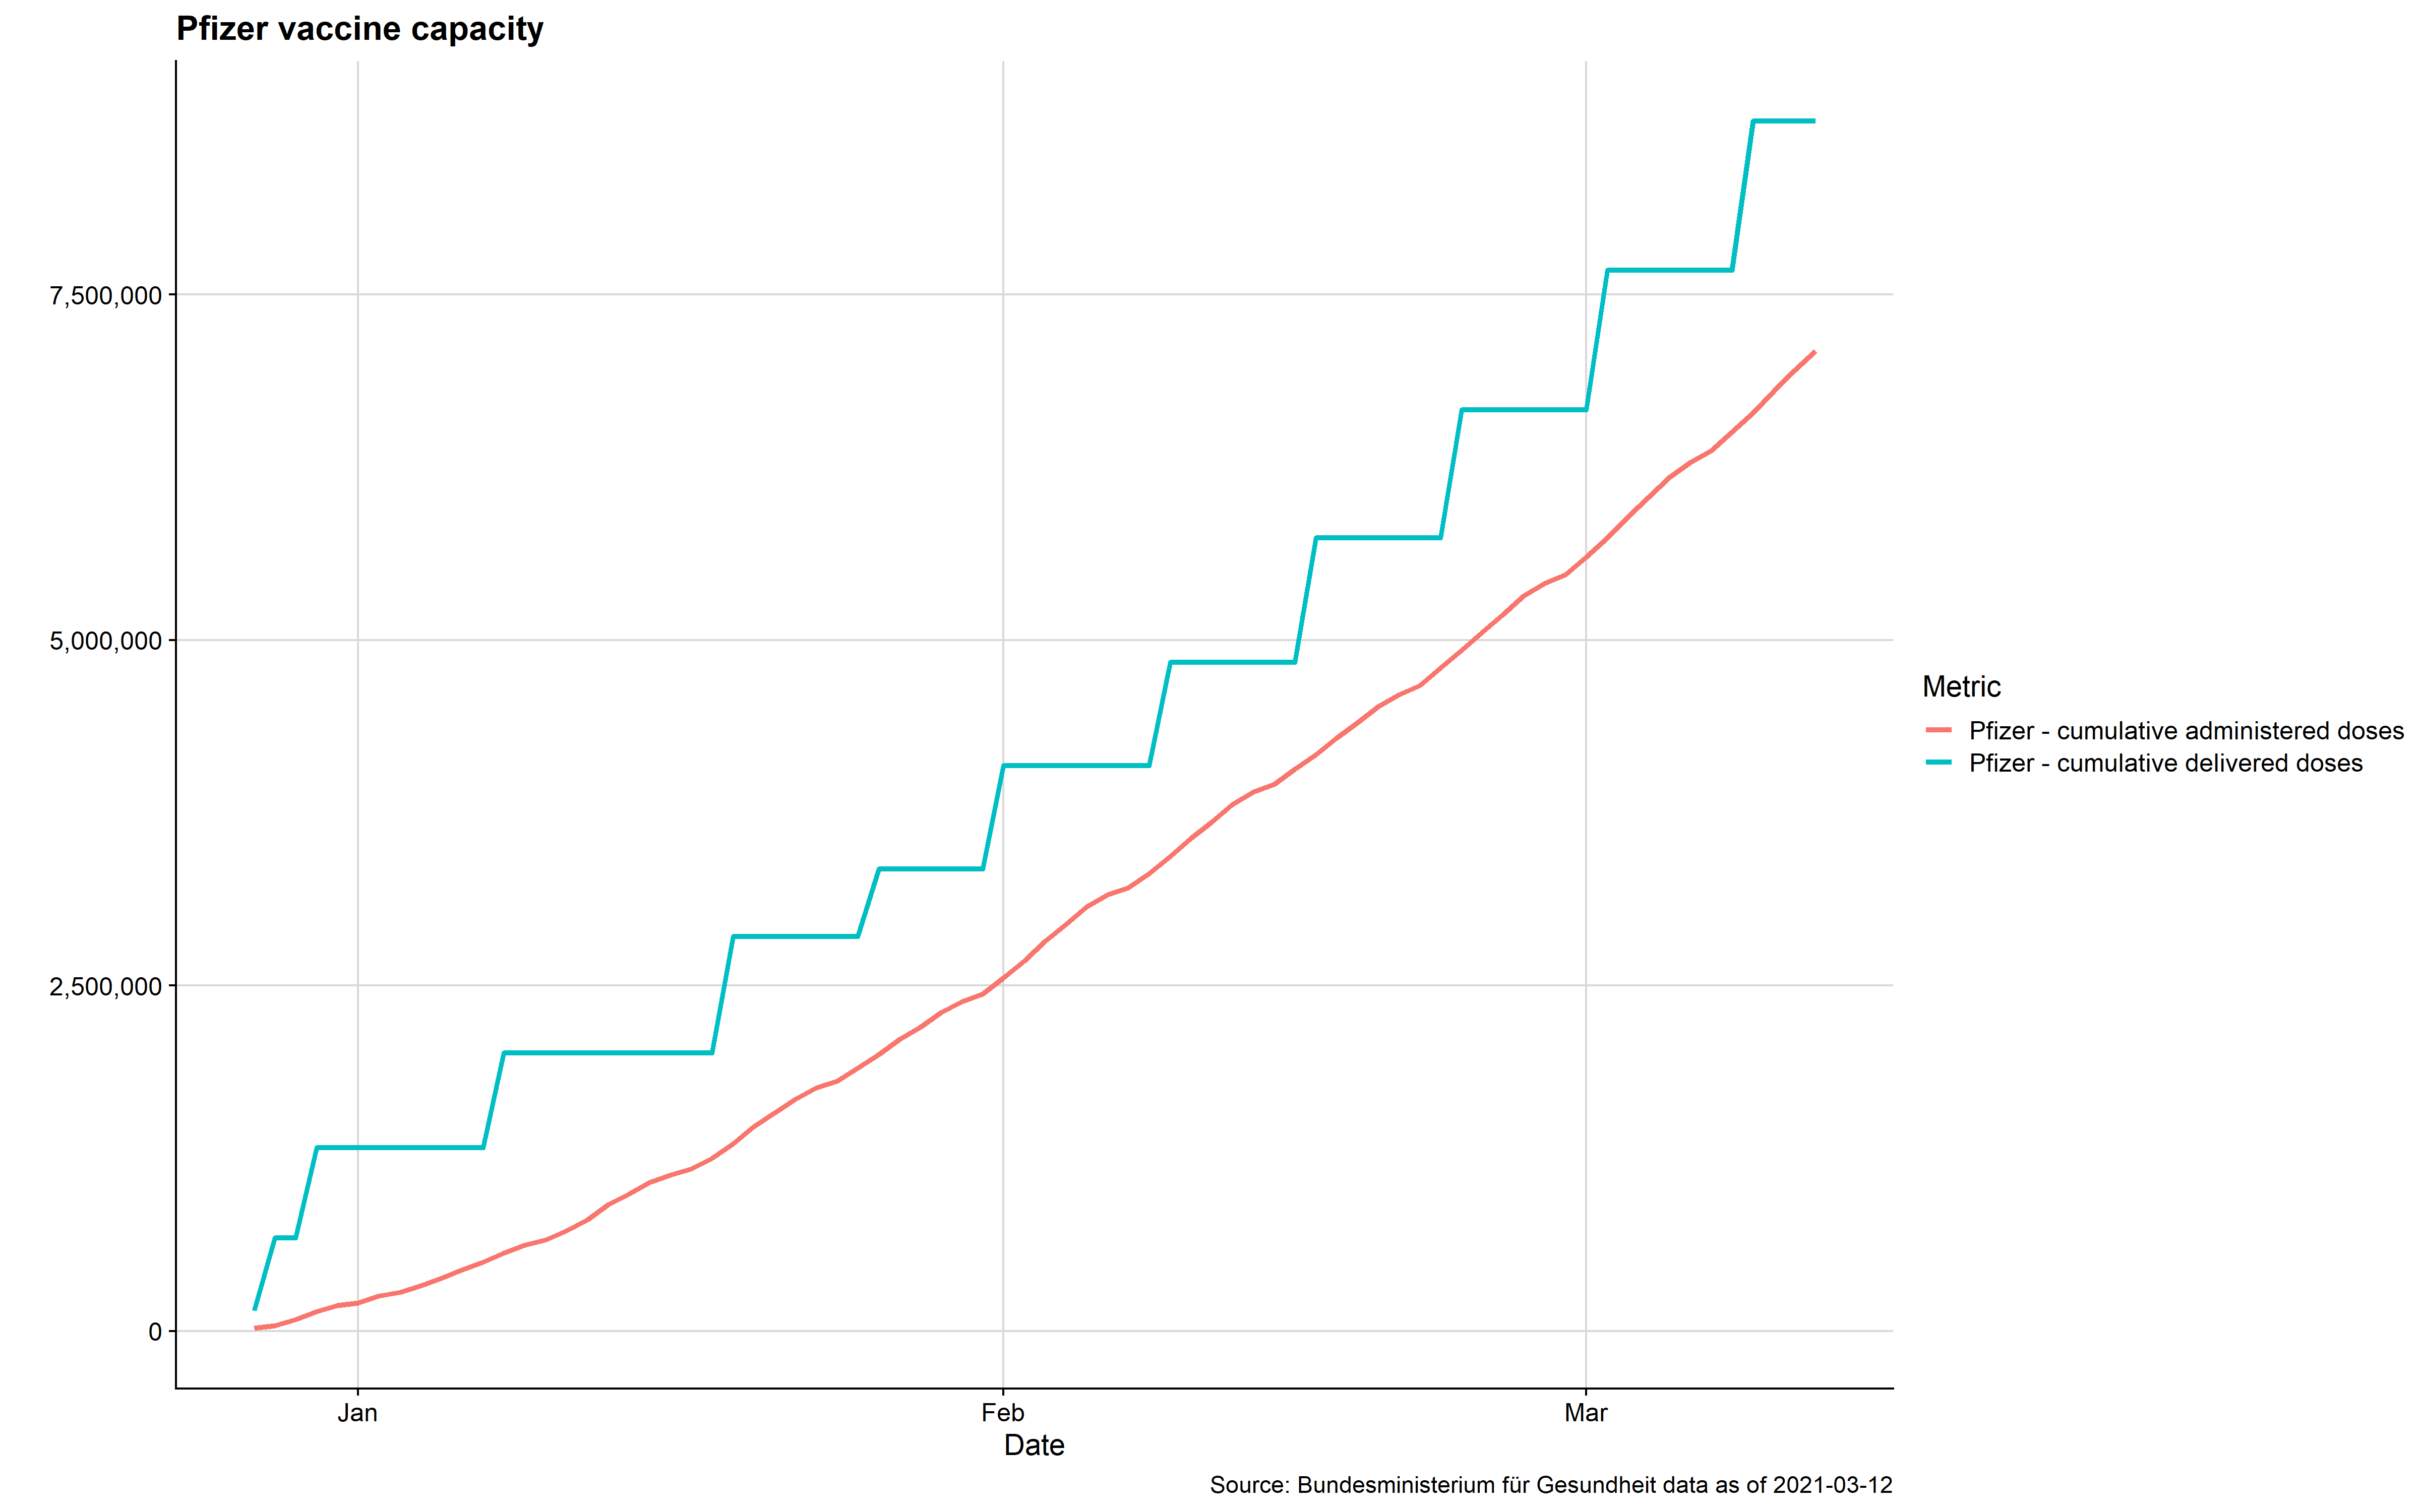 Pfizer vaccine capacity
7,500,000
5,000,000
2,500,000
0
Jan
Feb
Mar
Date
Metric
Pfizer - cumulative administered doses
Pfizer - cumulative delivered doses
Source: Bundesministerium für Gesundheit data as of 2021-03-12